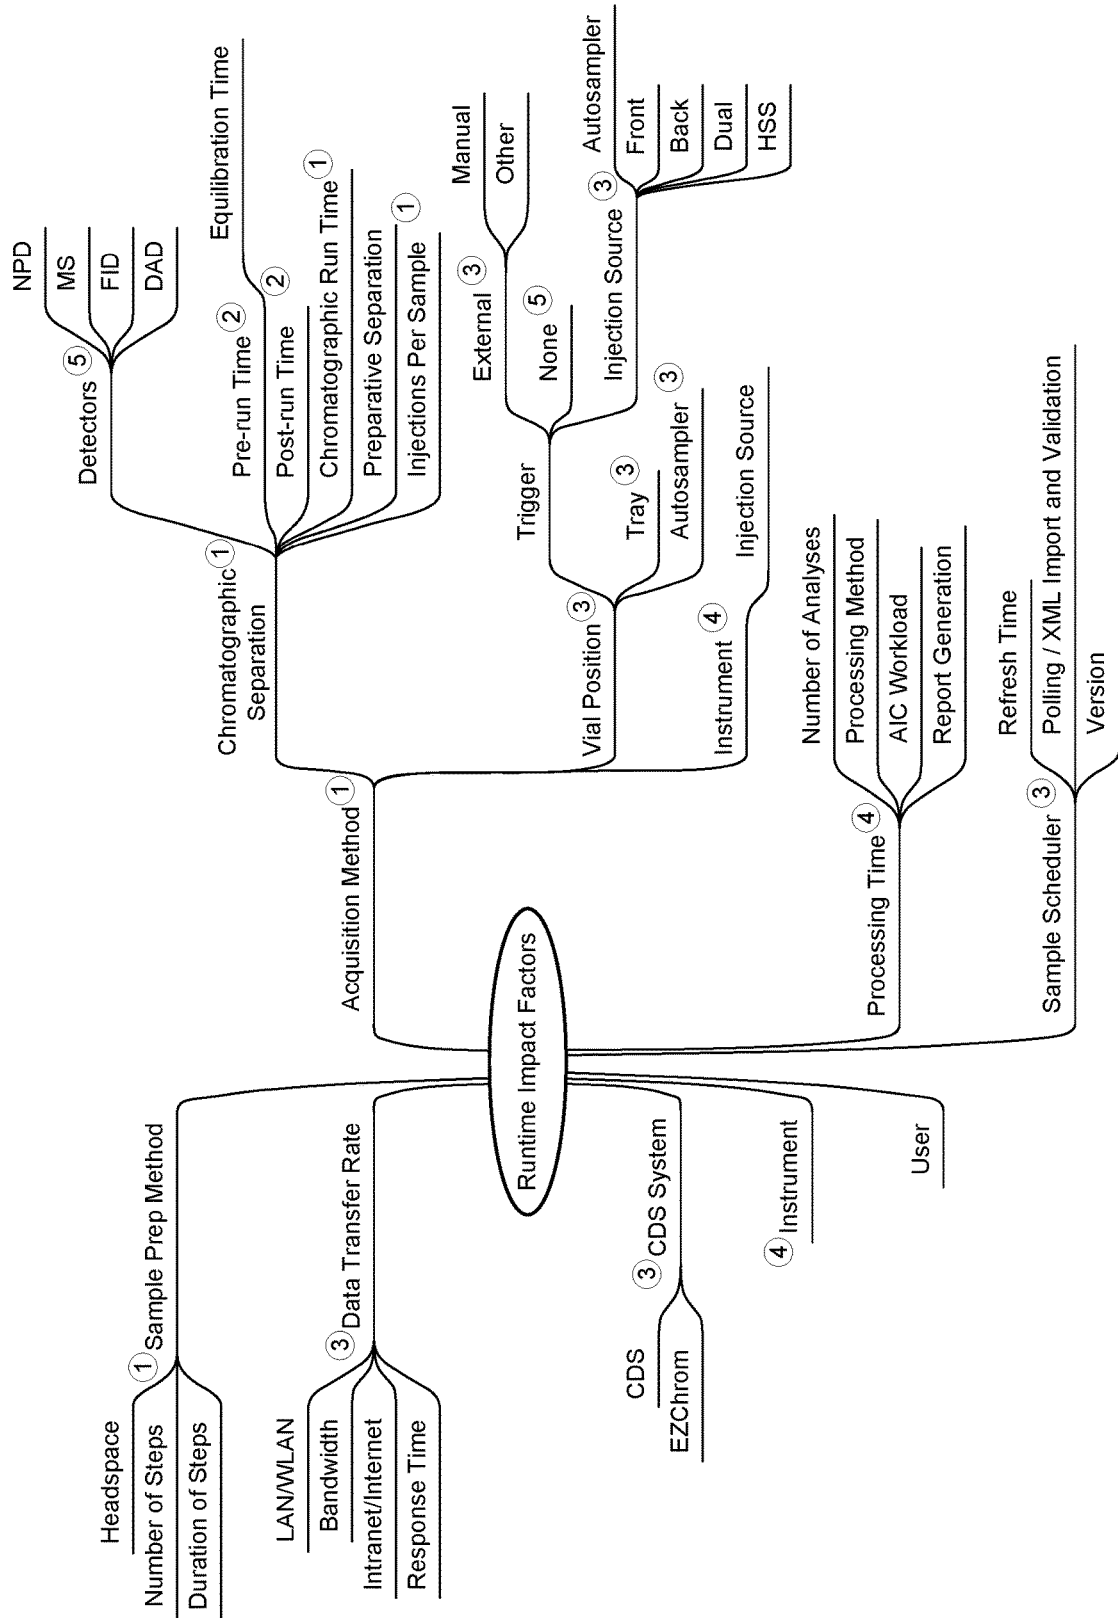 Runtime Impact Factors
① Sample Prep Method
Headspace
Number of Steps
Duration of Steps
③ Data Transfer Rate
LAN/WLAN
Bandwidth
Intranet/Internet
Response Time
③ CDS System
CDS
EZChrom
④ Instrument
User
Acquisition Method ①
Chromatographic ①
Separation
Detectors ⑤
NPD
MS
FID
DAD
Pre-run Time ②
Equilibration Time
Post-run Time ②
Chromatographic Run Time ①
Preparative Separation
Injections Per Sample ①
Vial Position ③
Trigger
External ③
Manual
Other
None ⑤
Injection Source ③
Autosampler
Front
Back
Dual
HSS
Tray ③
Autosampler ③
Instrument ④
Injection Source
Processing Time ④
Number of Analyses
Processing Method
AIC Workload
Report Generation
Sample Scheduler ③
Refresh Time
Polling / XML Import and Validation
Version